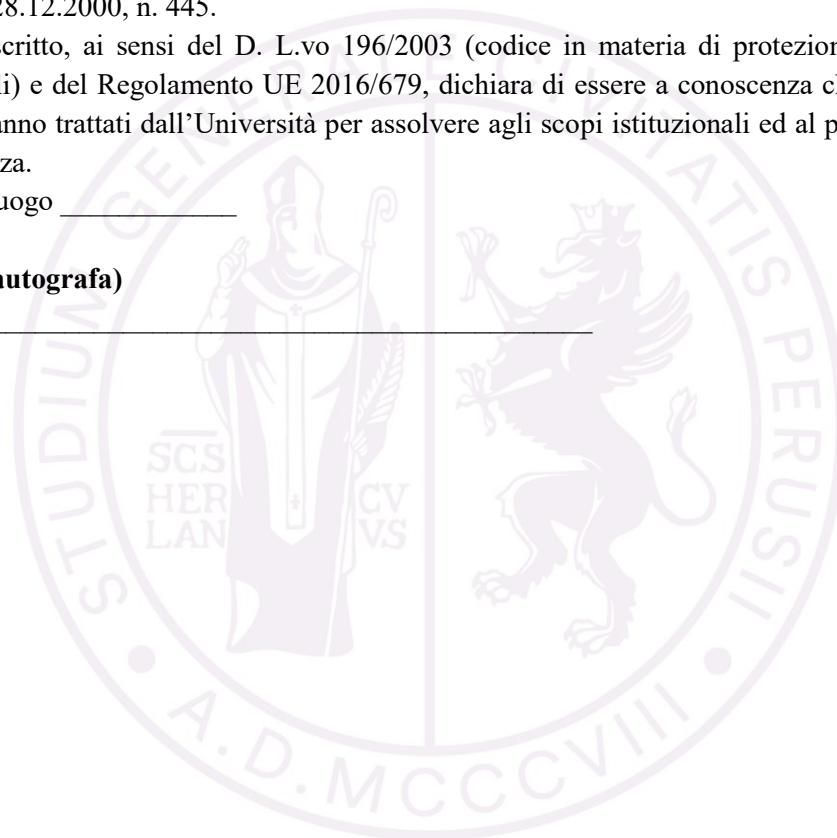 28.12.2000, n. 445.
scritto, ai sensi del D. L.vo 196/2003 (codice in materia di protezion
li) e del Regolamento UE 2016/679, dichiara di essere a conoscenza c
anno trattati dall’Università per assolvere agli scopi istituzionali ed al p
za.
uogo ____________
autografa)
STUDIUM GENERALE CIVITATIS PERUSII
SCS
HER
LAN
CV
VS
A.D. MCCCVIII